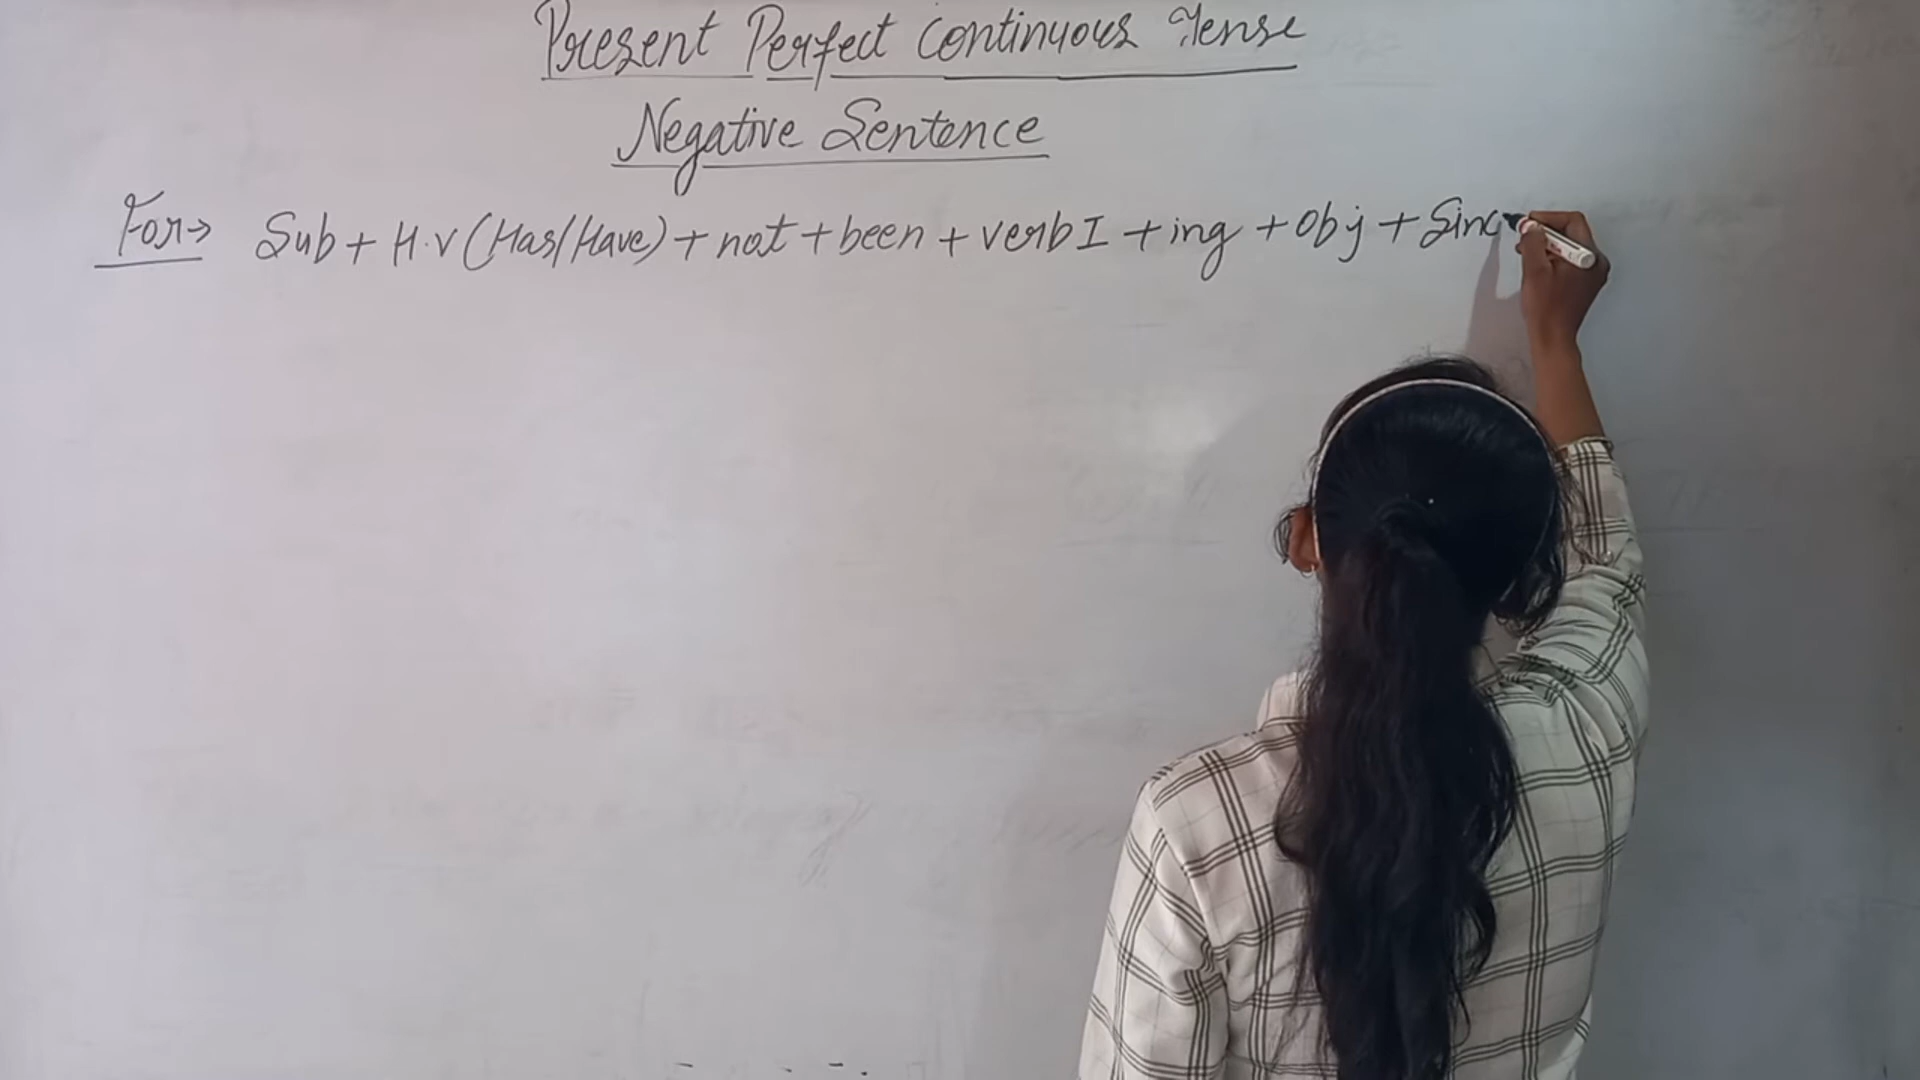 Present Perfect Continuous Tense
Negative Sentence
For→ Sub + H.V (Has/Have) + not + been + verb I + ing + Obj + Sinc